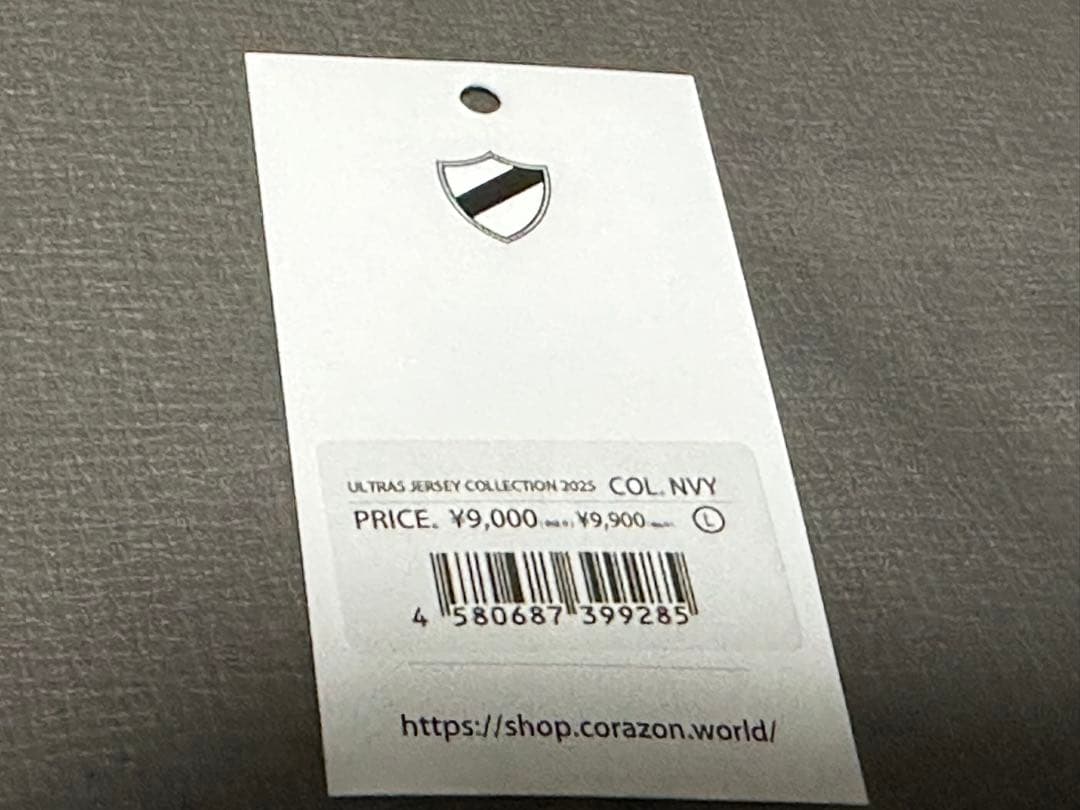 ULTRAS JERSEY COLLECTION 2025 COL. NVY
PRICE. ¥9,000 ¥9,900 L
4 580687 399285
https://shop.corazon.world/